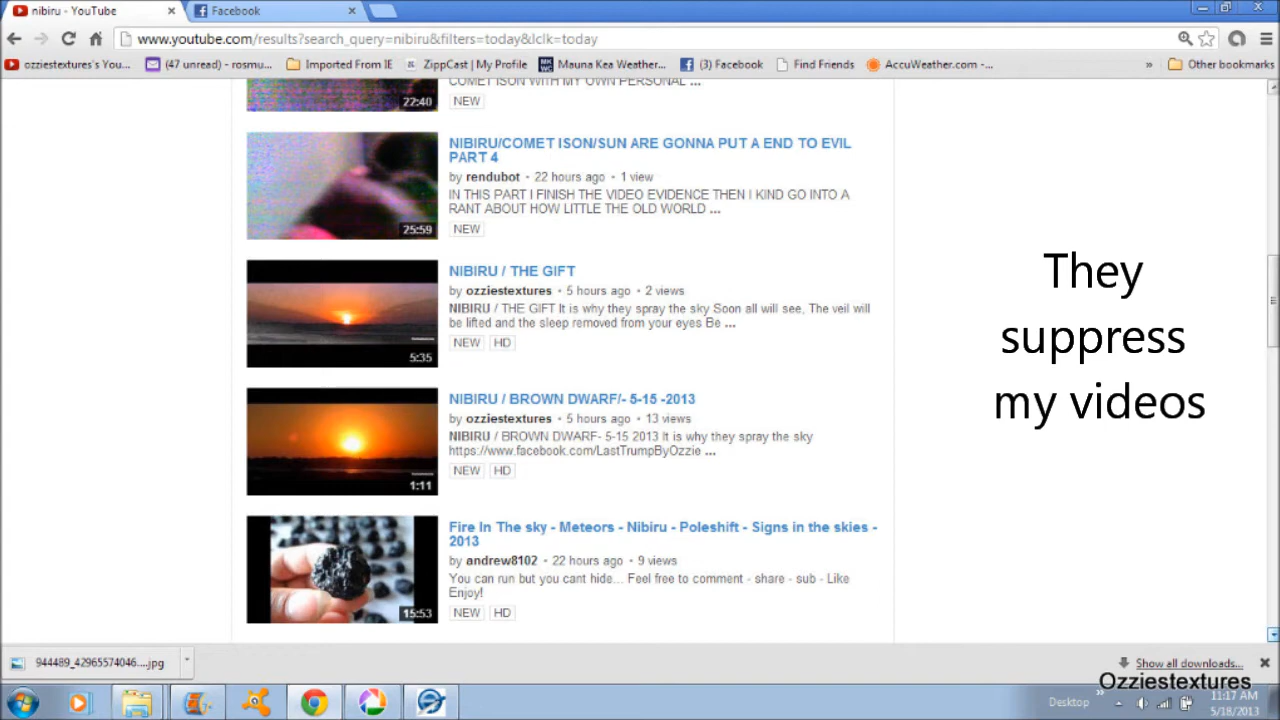 nibiru - YouTube
Facebook
www.youtube.com/results?search_query=nibiru&filters=today&lclk=today
ozziestextures's You...
(47 unread) - rosmu...
Imported From IE
ZippCast | My Profile
Mauna Kea Weather...
(3) Facebook
Find Friends
AccuWeather.com -...
»
Other bookmarks
COMET ISON WITH MY OWN PERSONAL ...
22:40
NEW
NIBIRU/COMET ISON/SUN ARE GONNA PUT A END TO EVIL
PART 4
by rendubot • 22 hours ago • 1 view
IN THIS PART I FINISH THE VIDEO EVIDENCE THEN I KIND GO INTO A
RANT ABOUT HOW LITTLE THE OLD WORLD ...
25:59
NEW
NIBIRU / THE GIFT
by ozziestextures • 5 hours ago • 2 views
NIBIRU / THE GIFT It is why they spray the sky Soon all will see, The veil will
be lifted and the sleep removed from your eyes Be ...
NEW HD
5:35
NIBIRU / BROWN DWARF/- 5-15 -2013
by ozziestextures • 5 hours ago • 13 views
NIBIRU / BROWN DWARF- 5-15 2013 It is why they spray the sky
https://www.facebook.com/LastTrumpByOzzie ...
NEW HD
1:11
Fire In The sky - Meteors - Nibiru - Poleshift - Signs in the skies -
2013
by andrew8102 • 22 hours ago • 9 views
You can run but you cant hide... Feel free to comment - share - sub - Like
Enjoy!
NEW HD
15:53
They
suppress
my videos
944489_42965574046....jpg
Show all downloads...
Ozziestextures
Desktop
»
11:17 AM
5/18/2013